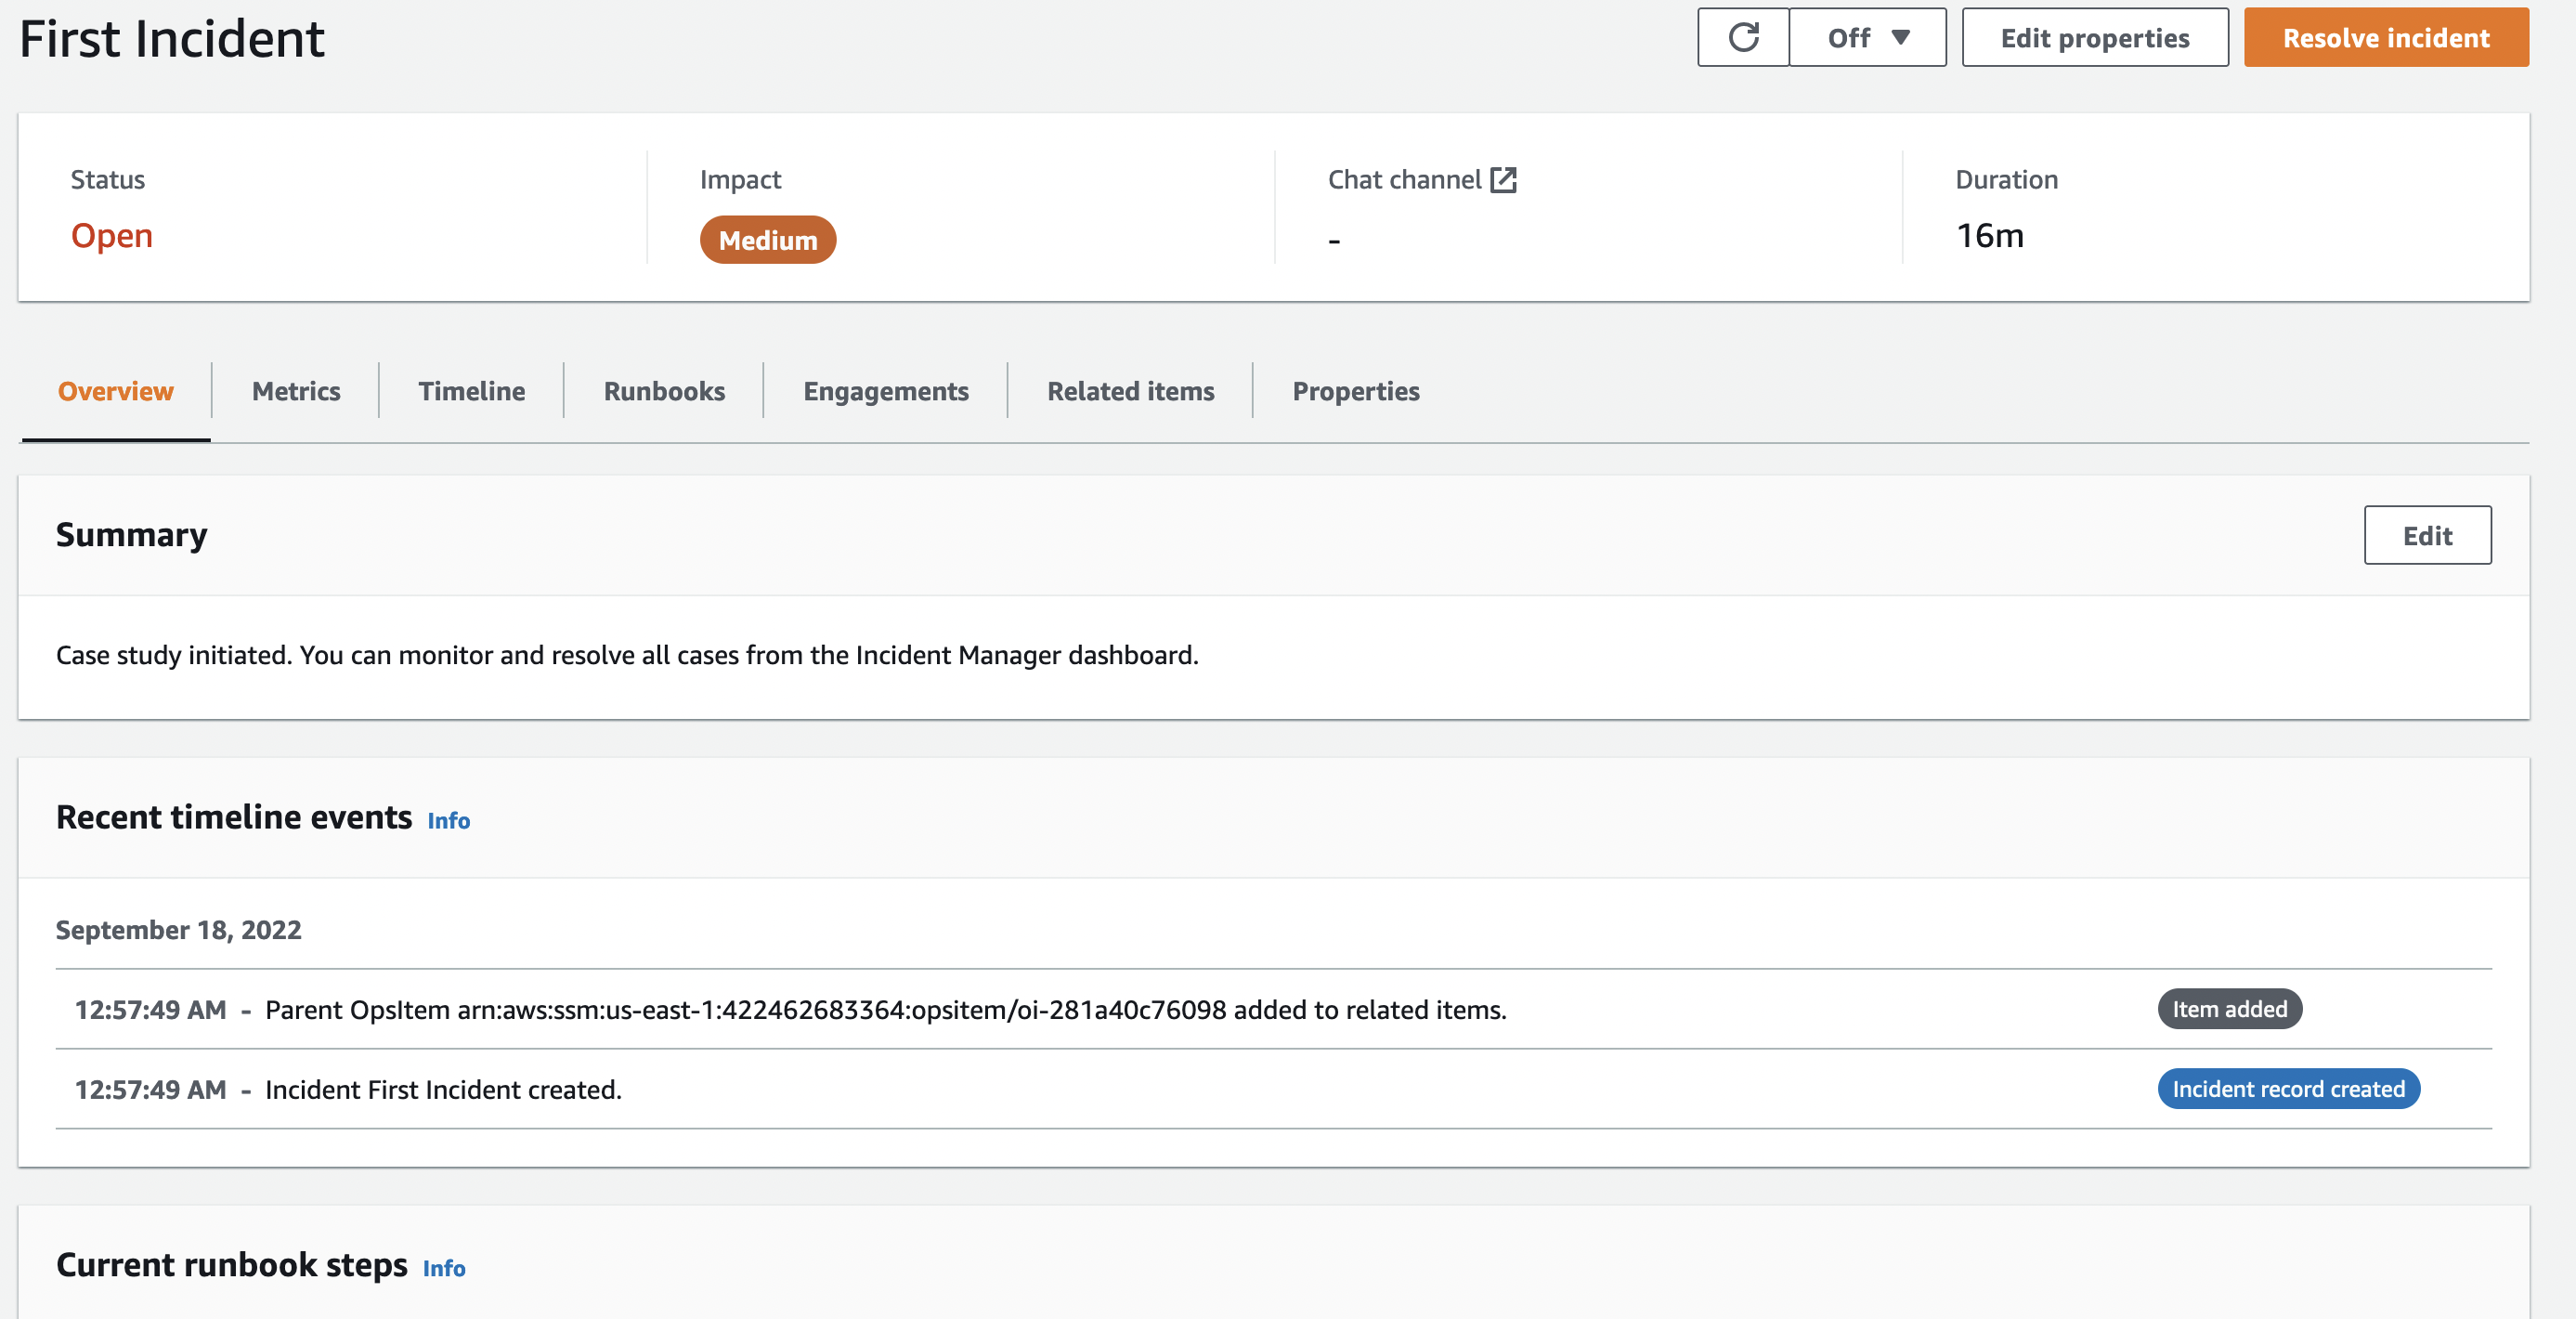 First Incident
Off
Edit properties
Resolve incident
Status
Impact
Chat channel
Duration
Open
Medium
-
16m
Overview
Metrics
Timeline
Runbooks
Engagements
Related items
Properties
Summary
Edit
Case study initiated. You can monitor and resolve all cases from the Incident Manager dashboard.
Recent timeline events Info
September 18, 2022
12:57:49 AM - Parent OpsItem arn:aws:ssm:us-east-1:422462683364:opsitem/oi-281a40c76098 added to related items.
Item added
12:57:49 AM - Incident First Incident created.
Incident record created
Current runbook steps Info